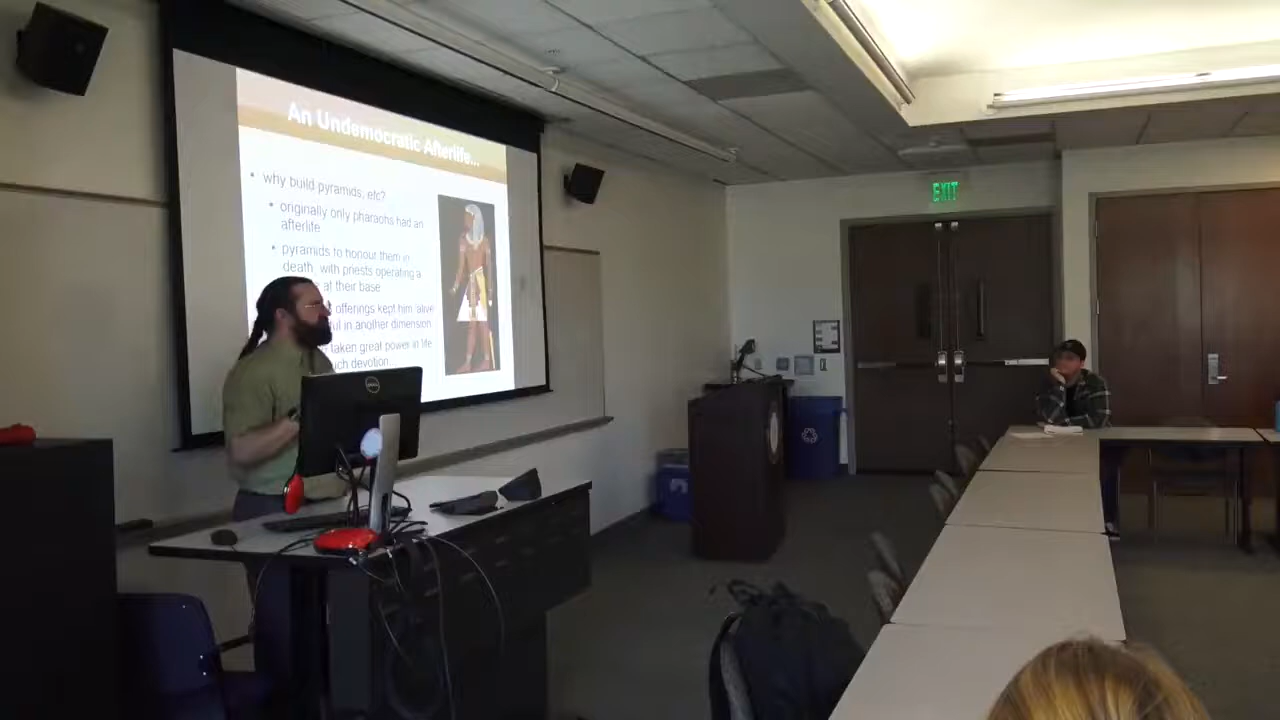 An Undemocratic Afterlife...
• why build pyramids, etc?
• originally only pharaohs had an
afterlife
• pyramids to honour them in
death, with priests operating a
at their base
offerings kept him 'alive
in another dimension
taken great power in life
devotion...
EXIT
DELL